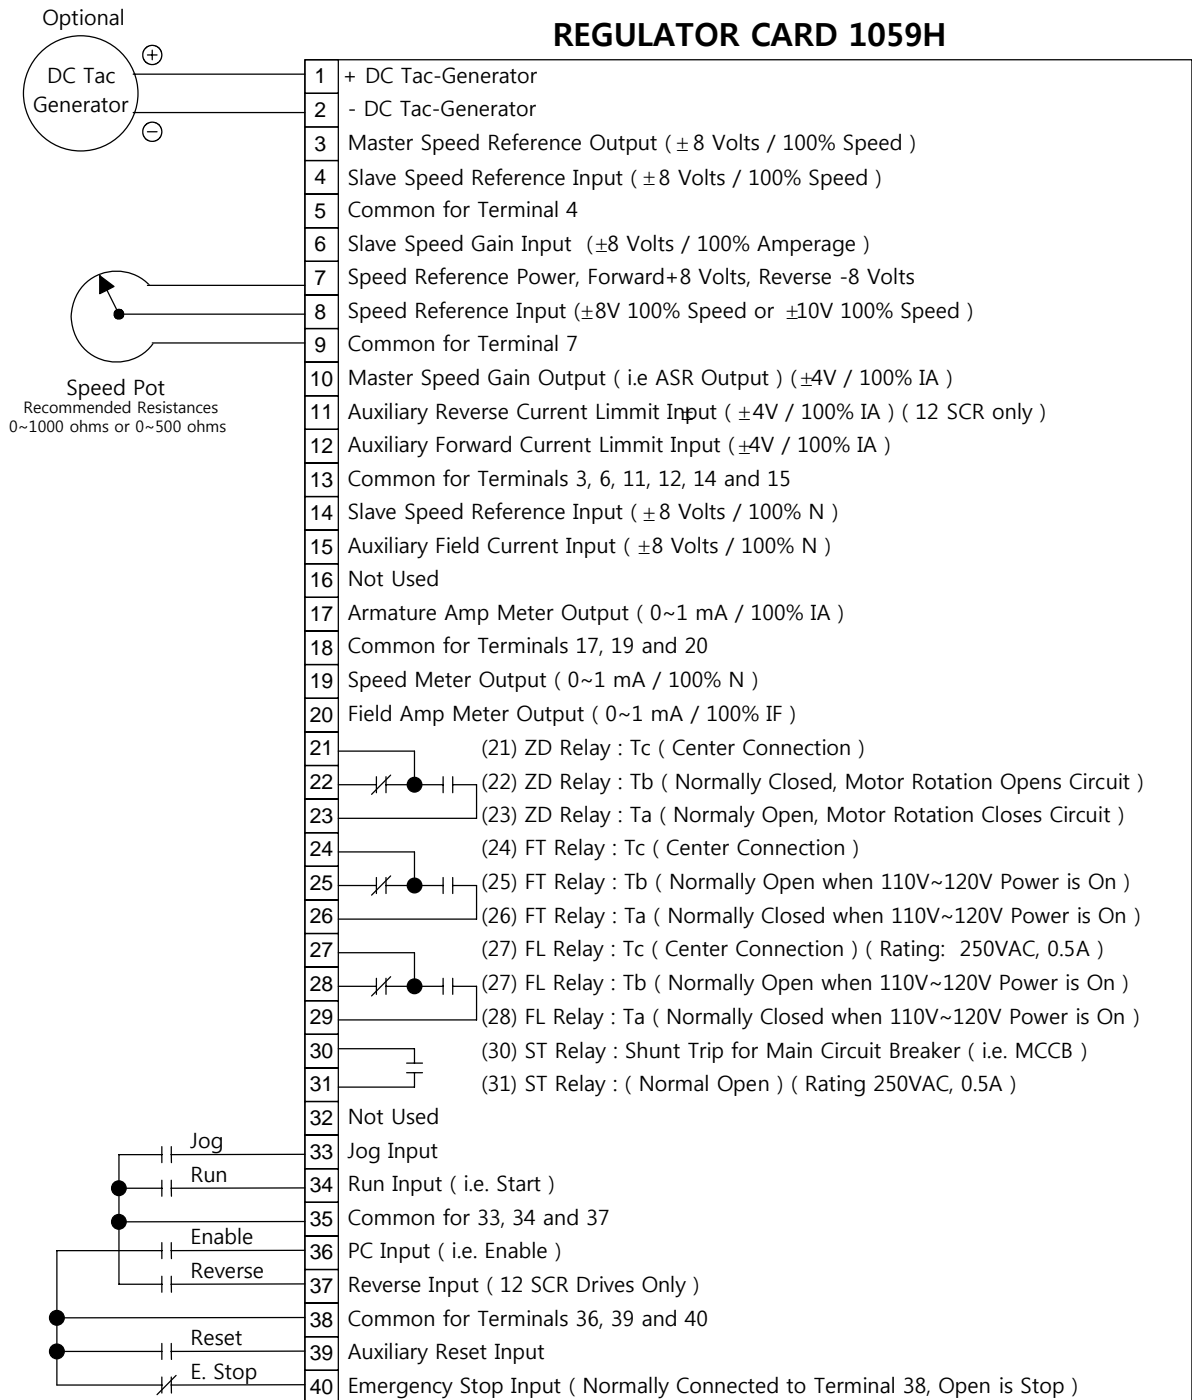 Optional
REGULATOR CARD 1059H
DC Tac
Generator
+
−
1 + DC Tac-Generator
2 - DC Tac-Generator
3 Master Speed Reference Output ( ± 8 Volts / 100% Speed )
4 Slave Speed Reference Input ( ±8 Volts / 100% Speed )
5 Common for Terminal 4
6 Slave Speed Gain Input (±8 Volts / 100% Amperage )
7 Speed Reference Power, Forward+8 Volts, Reverse -8 Volts
8 Speed Reference Input (±8V 100% Speed or ±10V 100% Speed )
9 Common for Terminal 7
Speed Pot
Recommended Resistances
0~1000 ohms or 0~500 ohms
10 Master Speed Gain Output ( i.e ASR Output ) (±4V / 100% IA )
11 Auxiliary Reverse Current Limmit Input ( ±4V / 100% IA ) ( 12 SCR only )
12 Auxiliary Forward Current Limmit Input (±4V / 100% IA )
13 Common for Terminals 3, 6, 11, 12, 14 and 15
14 Slave Speed Reference Input ( ± 8 Volts / 100% N )
15 Auxiliary Field Current Input ( ±8 Volts / 100% N )
16 Not Used
17 Armature Amp Meter Output ( 0~1 mA / 100% IA )
18 Common for Terminals 17, 19 and 20
19 Speed Meter Output ( 0~1 mA / 100% N )
20 Field Amp Meter Output ( 0~1 mA / 100% IF )
21 (21) ZD Relay : Tc ( Center Connection )
22 (22) ZD Relay : Tb ( Normally Closed, Motor Rotation Opens Circuit )
23 (23) ZD Relay : Ta ( Normaly Open, Motor Rotation Closes Circuit )
24 (24) FT Relay : Tc ( Center Connection )
25 (25) FT Relay : Tb ( Normally Open when 110V~120V Power is On )
26 (26) FT Relay : Ta ( Normally Closed when 110V~120V Power is On )
27 (27) FL Relay : Tc ( Center Connection ) ( Rating: 250VAC, 0.5A )
28 (27) FL Relay : Tb ( Normally Open when 110V~120V Power is On )
29 (28) FL Relay : Ta ( Normally Closed when 110V~120V Power is On )
30 (30) ST Relay : Shunt Trip for Main Circuit Breaker ( i.e. MCCB )
31 (31) ST Relay : ( Normal Open ) ( Rating 250VAC, 0.5A )
32 Not Used
Jog 33 Jog Input
Run 34 Run Input ( i.e. Start )
35 Common for 33, 34 and 37
Enable 36 PC Input ( i.e. Enable )
Reverse 37 Reverse Input ( 12 SCR Drives Only )
38 Common for Terminals 36, 39 and 40
Reset 39 Auxiliary Reset Input
E. Stop 40 Emergency Stop Input ( Normally Connected to Terminal 38, Open is Stop )